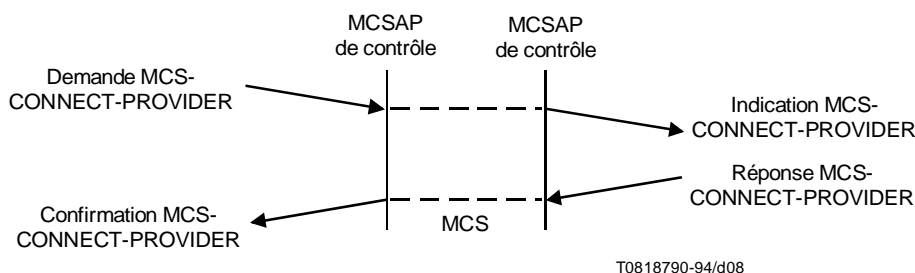 MCSAP
de contrôle
MCSAP
de contrôle
Demande MCS-
CONNECT-PROVIDER
Indication MCS-
CONNECT-PROVIDER
Réponse MCS-
CONNECT-PROVIDER
Confirmation MCS-
CONNECT-PROVIDER
MCS
T0818790-94/d08